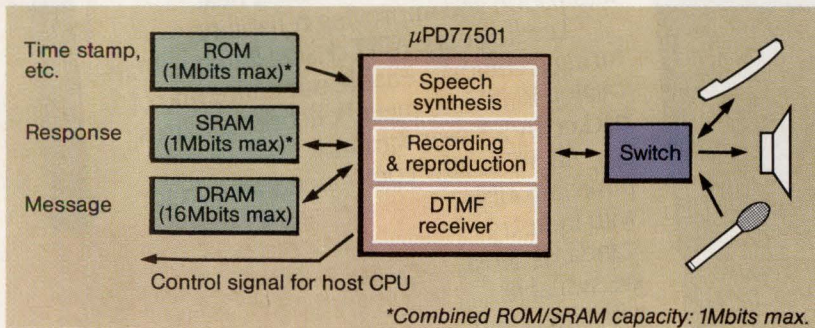 µPD77501
Time stamp,
etc.
ROM
(1Mbits max)*
Speech
synthesis
Response
SRAM
(1Mbits max)*
Recording
& reproduction
Switch
Message
DRAM
(16Mbits max)
DTMF
receiver
Control signal for host CPU
*Combined ROM/SRAM capacity: 1Mbits max.